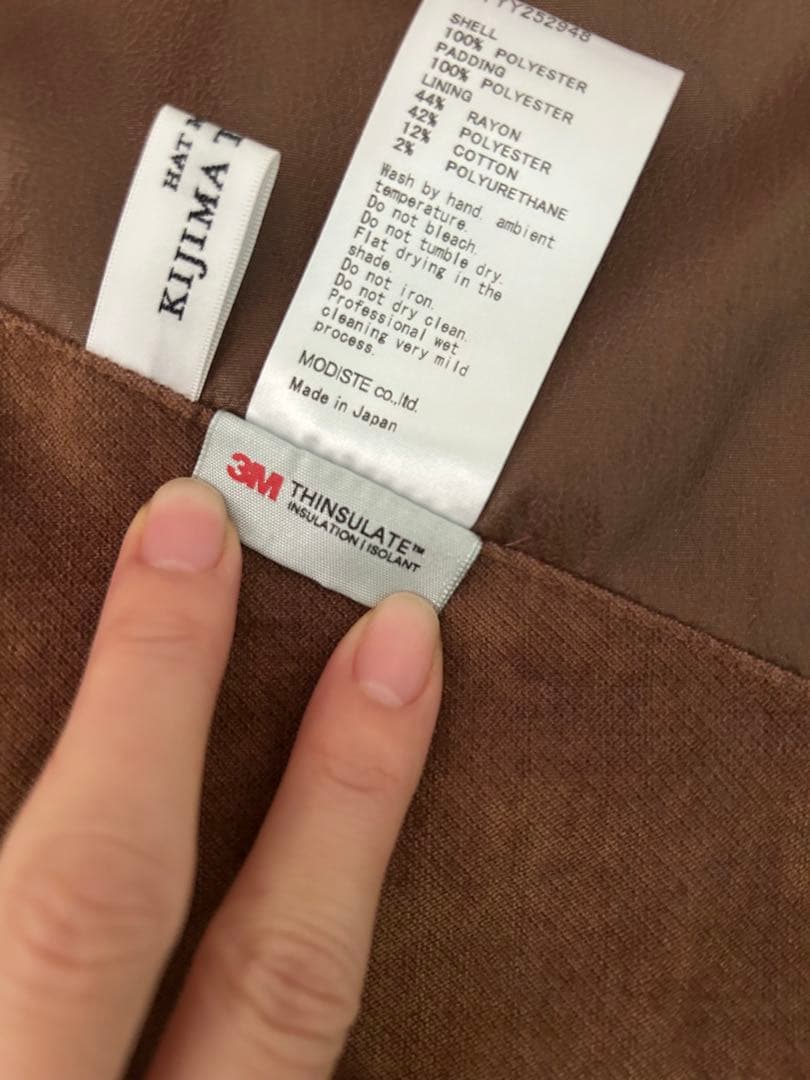 HAT
KIJIMA T
YY252948
SHELL
100% POLYESTER
PADDING
100% POLYESTER
LINING
44% RAYON
42% POLYESTER
12% COTTON
2% POLYURETHANE
Wash by hand. ambient
temperature.
Do not bleach.
Do not tumble dry.
Flat drying in the
shade.
Do not iron.
Do not dry clean.
Professional wet
cleaning very mild
process.
MODISTE co.,ltd.
Made in Japan
3M THINSULATE™
INSULATION | ISOLANT